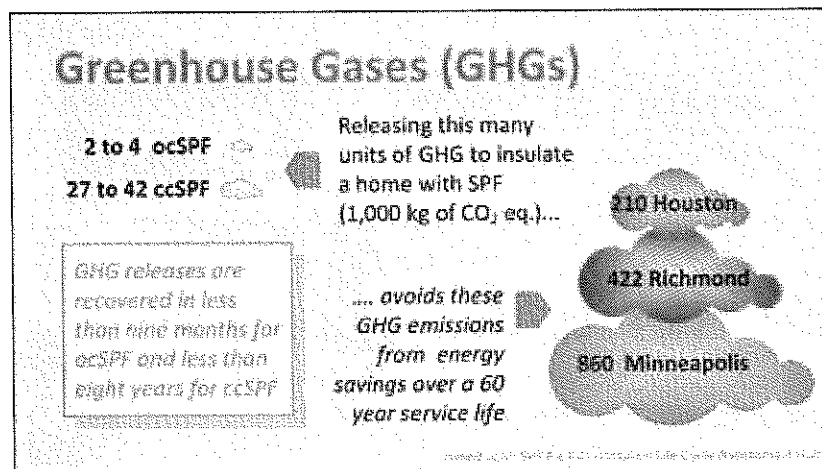 Greenhouse Gases (GHGs)
2 to 4 ocSPF
27 to 42 ccSPF
Releasing this many
units of GHG to insulate
a home with SPF
(1,000 kg of CO₂ eq.)...
210 Houston
422 Richmond
860 Minneapolis
GHG releases are
recovered in less
than nine months for
ocSPF and less than
eight years for ccSPF
.... avoids these
GHG emissions
from energy
savings over a 60
year service life